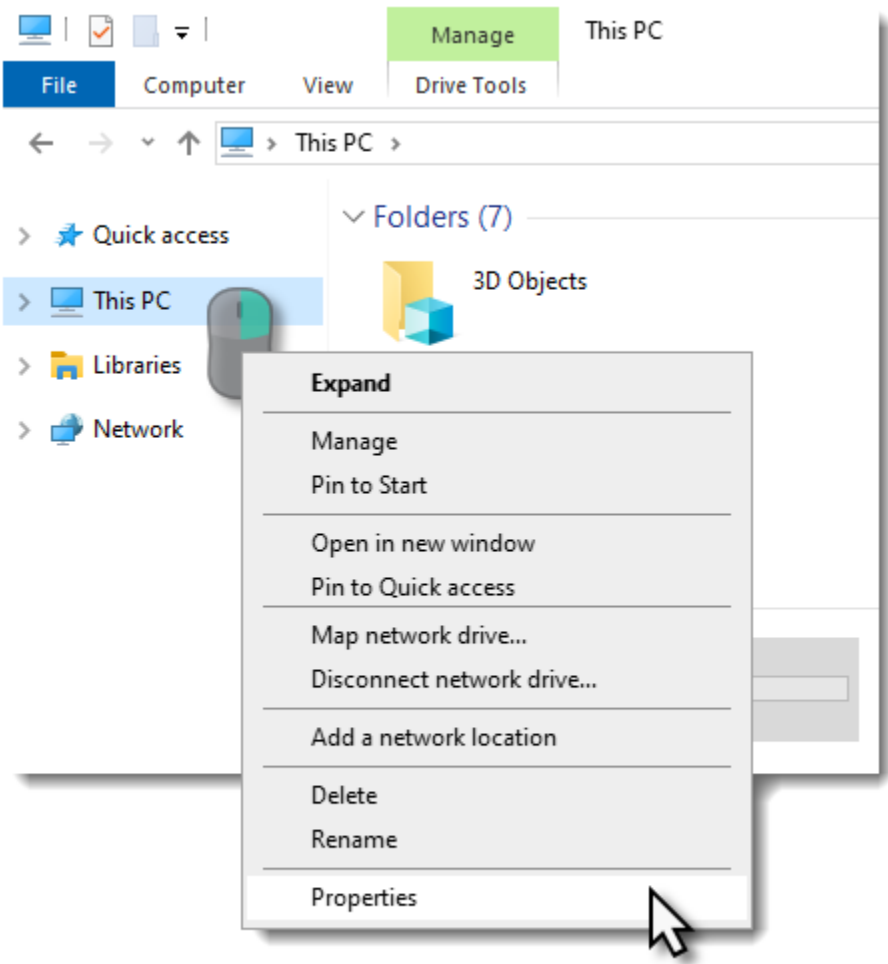 Manage This PC
File Computer View Drive Tools
This PC
Folders (7)
Quick access
3D Objects
This PC
Libraries
Network
Expand
Manage
Pin to Start
Open in new window
Pin to Quick access
Map network drive...
Disconnect network drive...
Add a network location
Delete
Rename
Properties